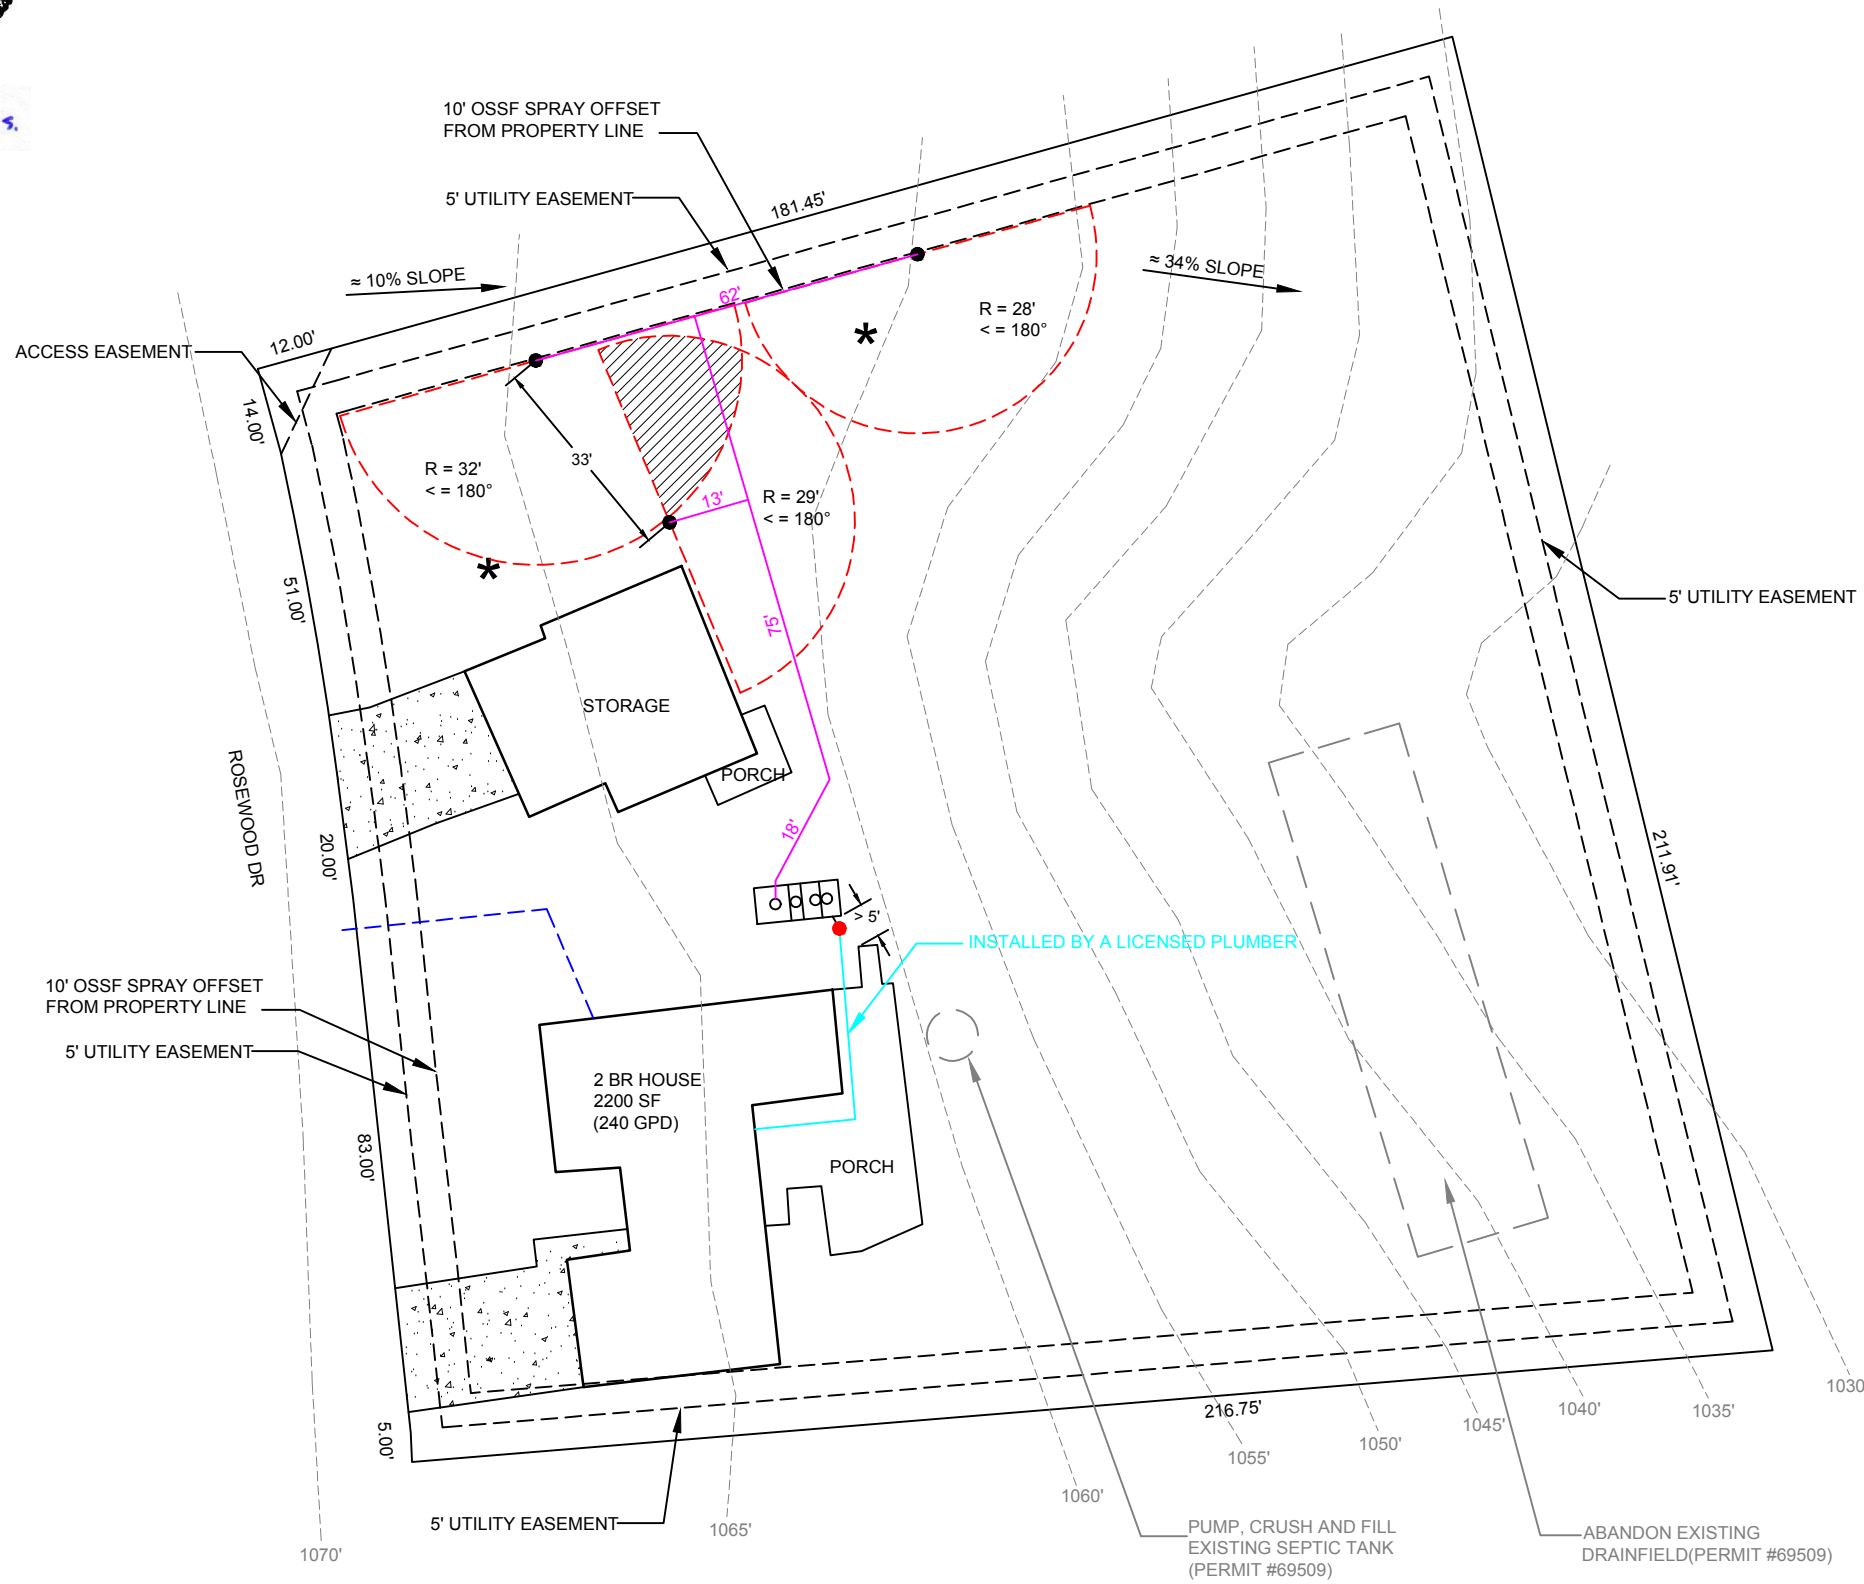 s.
10' OSSF SPRAY OFFSET
FROM PROPERTY LINE
5' UTILITY EASEMENT
181.45'
≈ 10% SLOPE
≈ 34% SLOPE
12.00'
ACCESS EASEMENT
14.00'
62'
R = 28'
< = 180°
*
R = 32'
< = 180°
33'
13'
R = 29'
< = 180°
*
51.00'
75'
5' UTILITY EASEMENT
STORAGE
PORCH
ROSEWOOD DR
20.00'
18'
211.91'
> 5'
INSTALLED BY A LICENSED PLUMBER
10' OSSF SPRAY OFFSET
FROM PROPERTY LINE
5' UTILITY EASEMENT
2 BR HOUSE
2200 SF
(240 GPD)
83.00'
PORCH
5.00'
216.75'
1030
1035'
1040'
1045'
1050'
1055'
1060'
1065'
1070'
5' UTILITY EASEMENT
PUMP, CRUSH AND FILL
EXISTING SEPTIC TANK
(PERMIT #69509)
ABANDON EXISTING
DRAINFIELD(PERMIT #69509)